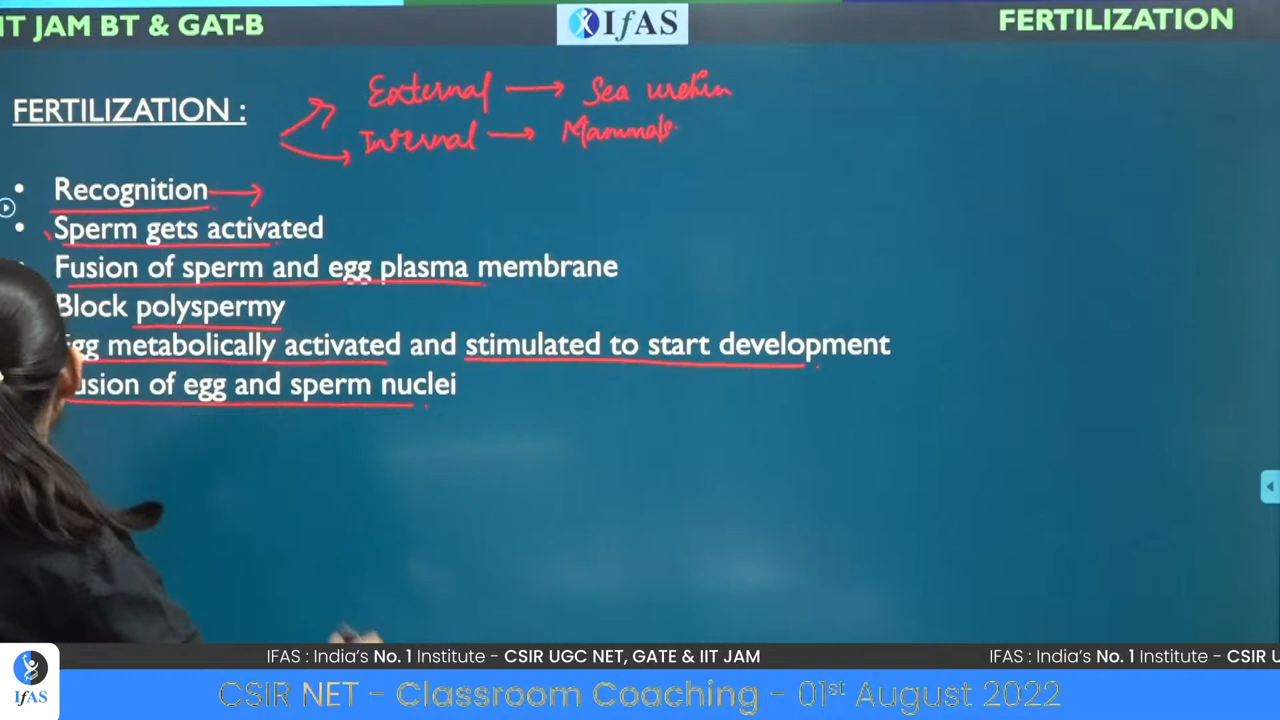 IIT JAM BT & GAT-B
IfAS
FERTILIZATION
External → Sea urchin
FERTILIZATION :
Internal → Mammals
• Recognition →
• Sperm gets activated
Fusion of sperm and egg plasma membrane
Block polyspermy
Egg metabolically activated and stimulated to start development
usion of egg and sperm nuclei
IFAS : India's No. 1 Institute - CSIR UGC NET, GATE & IIT JAM
IFAS : India's No. 1 Institute - CSIR U
IfAS
CSIR NET - Classroom Coaching - 01st August 2022